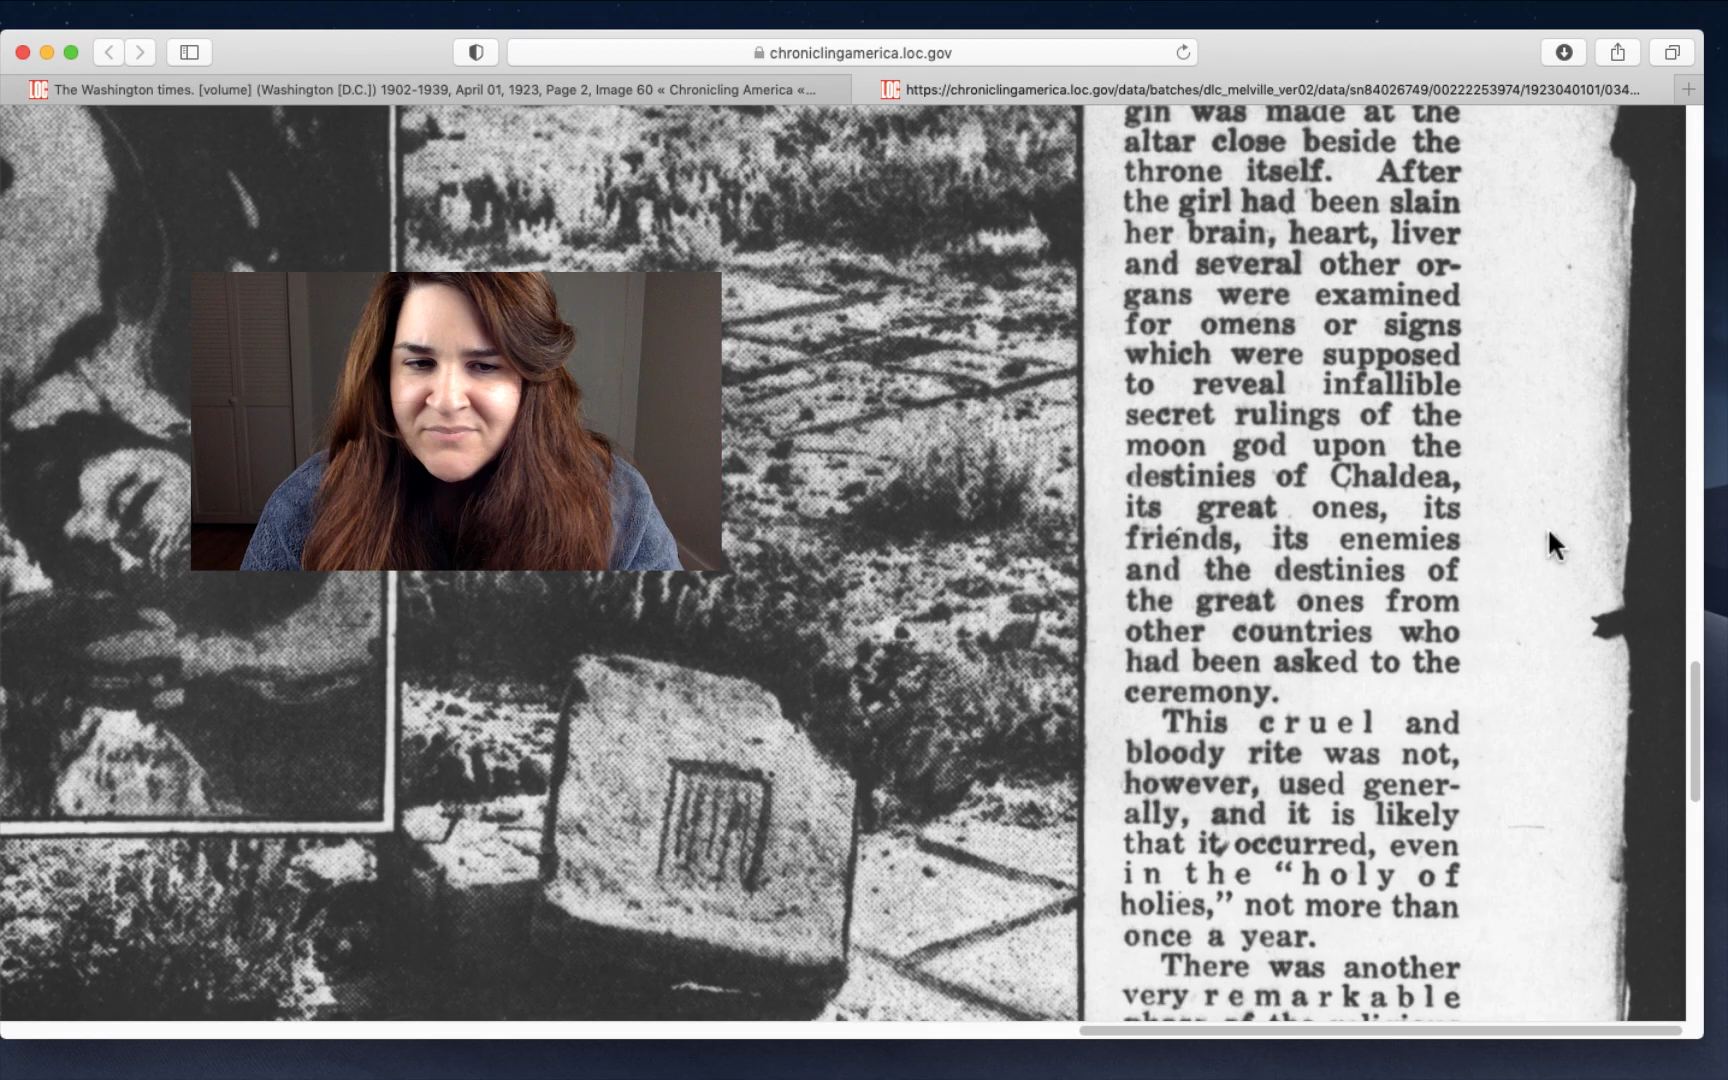 chroniclingamerica.loc.gov
LOC The Washington times. [volume] (Washington [D.C.]) 1902-1939, April 01, 1923, Page 2, Image 60 « Chronicling America «...
LOC https://chroniclingamerica.loc.gov/data/batches/dlc_melville_ver02/data/sn84026749/00222253974/1923040101/034...
gin was made at the
altar close beside the
throne itself. After
the girl had been slain
her brain, heart, liver
and several other or-
gans were examined
for omens or signs
which were supposed
to reveal infallible
secret rulings of the
moon god upon the
destinies of Chaldea,
its great ones, its
friends, its enemies
and the destinies of
the great ones from
other countries who
had been asked to the
ceremony.
This cruel and
bloody rite was not,
however, used gener-
ally, and it is likely
that it occurred, even
in the "holy of
holies," not more than
once a year.
There was another
very remarkable